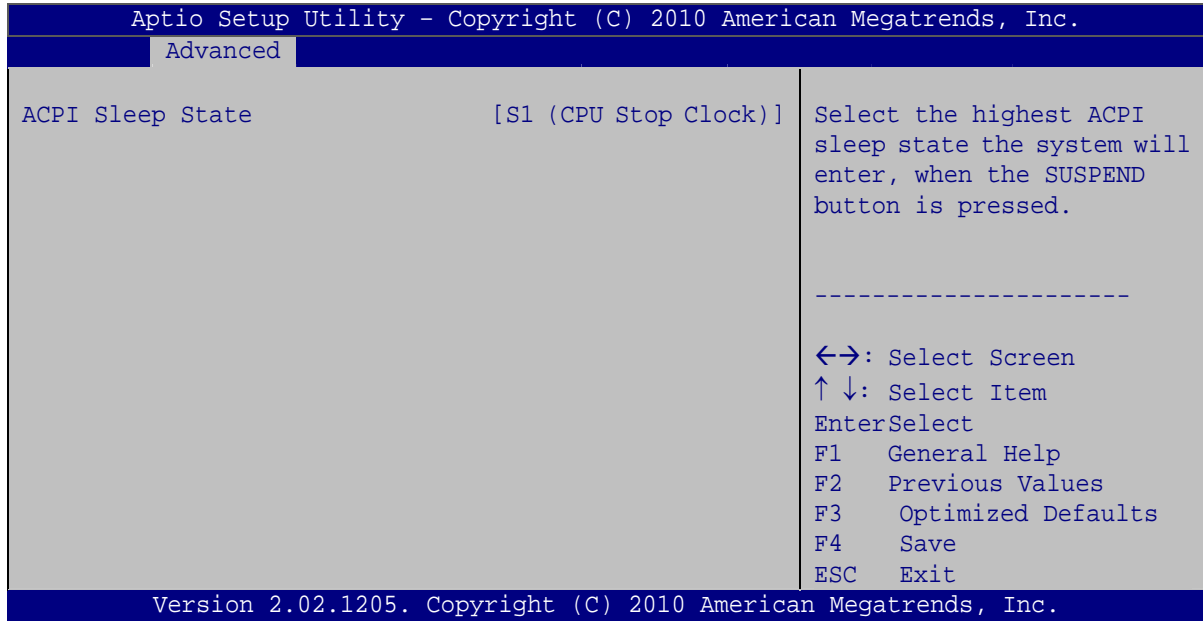 Aptio Setup Utility – Copyright (C) 2010 American Megatrends, Inc.
Advanced
ACPI Sleep State [S1 (CPU Stop Clock)]
Select the highest ACPI
sleep state the system will
enter, when the SUSPEND
button is pressed.
----------------------
←→: Select Screen
↑ ↓: Select Item
EnterSelect
F1 General Help
F2 Previous Values
F3 Optimized Defaults
F4 Save
ESC Exit
Version 2.02.1205. Copyright (C) 2010 American Megatrends, Inc.